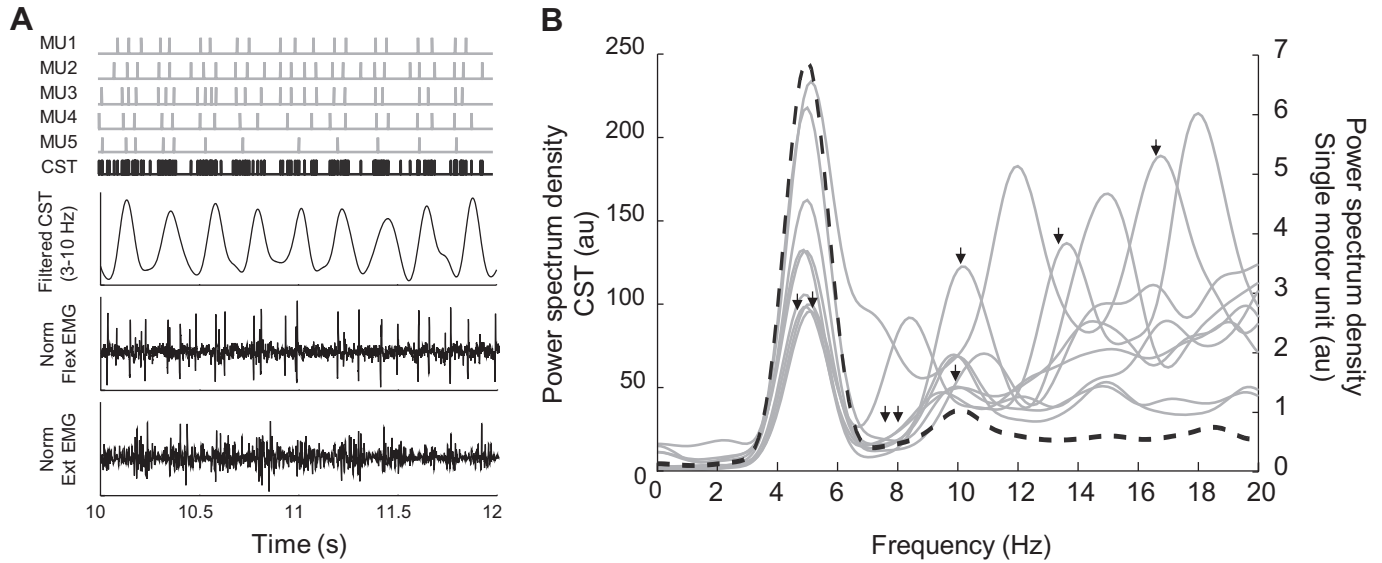 A
MU1
MU2
MU3
MU4
MU5
CST
Filtered CST
(3-10 Hz)
Norm
Flex EMG
Norm
Ext EMG
10
10.5
11
11.5
12
Time (s)
B
250
200
150
100
50
0
Power spectrum density
CST (au)
7
6
5
4
3
2
1
0
Power spectrum density
Single motor unit (au)
0
2
4
6
8
10
12
14
16
18
20
Frequency (Hz)